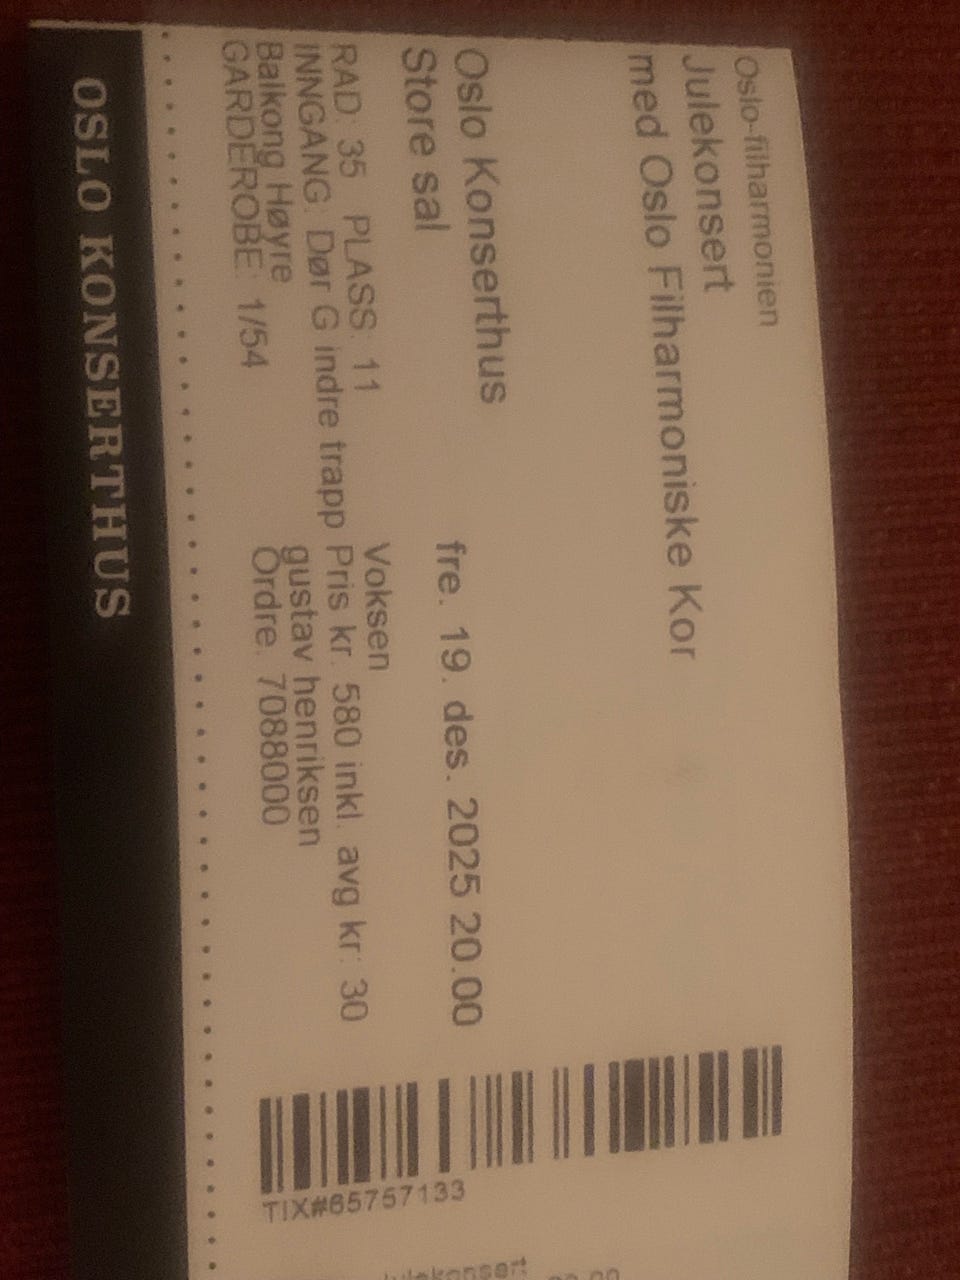 Oslo-filharmonien
Julekonsert
med Oslo Filharmoniske Kor
Oslo Konserthus
Store sal
fre. 19. des. 2025 20.00
RAD: 35 PLASS: 11
INNGANG: Dør G indre trapp
Balkong Høyre
GARDEROBE: 1/54
Voksen
Pris kr. 580 inkl. avg kr: 30
gustav henriksen
Ordre: 7088000
TIX#65757133
Julekonsert
OSLO KONSERTHUS